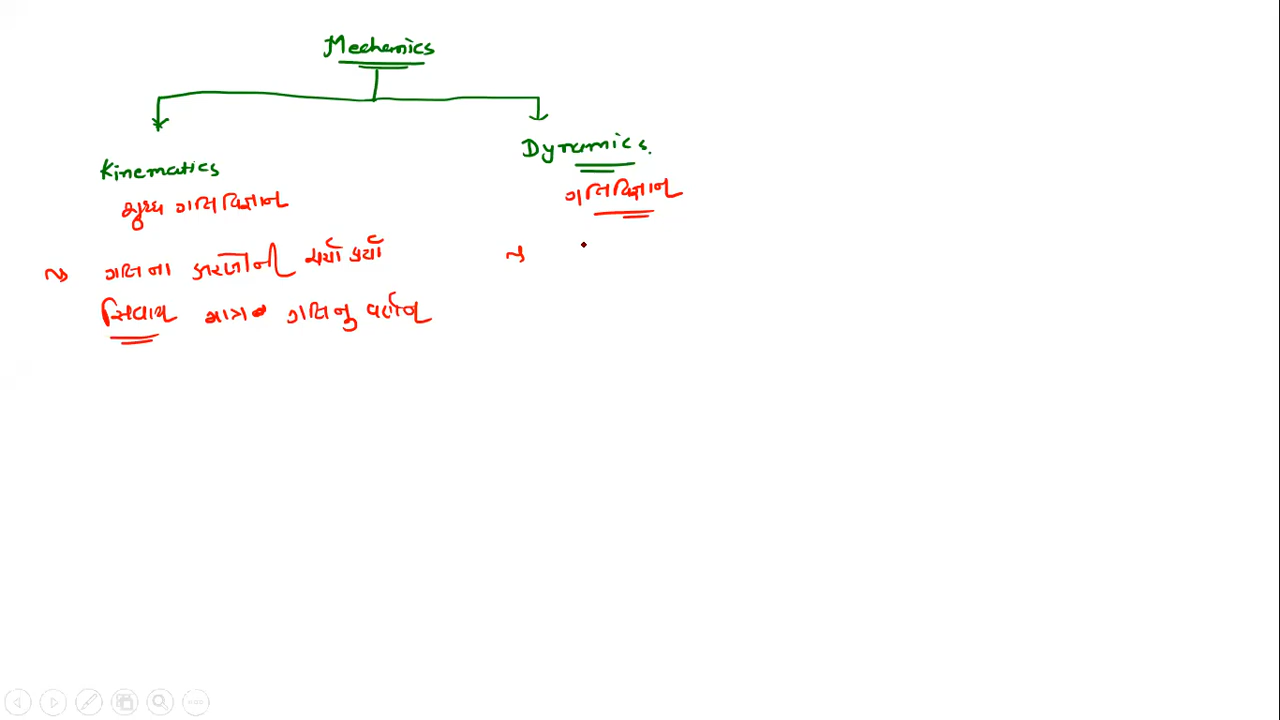 Mechanics
Kinematics
Dynamics.
શુદ્ધ ગતિવિજ્ઞાન
ગતિવિજ્ઞાન
ગતિના કારણોની ચર્ચા કર્યા
સિવાય માત્ર ગતિનુ વર્ણન